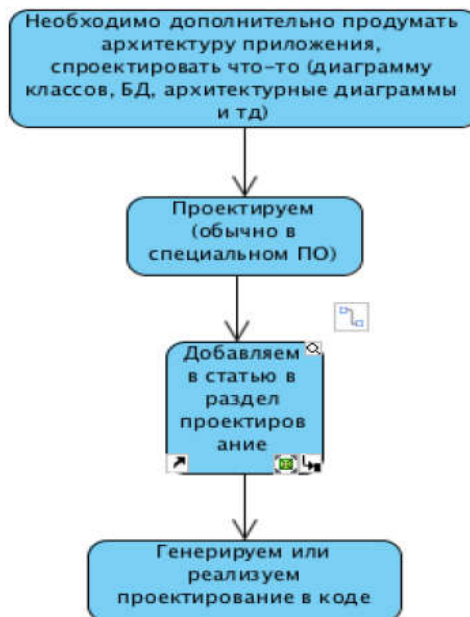 Необходимо дополнительно продумать
архитектуру приложения,
спроектировать что-то (диаграмму
классов, БД, архитектурные диаграммы
и тд)
Проектируем
(обычно в
специальном ПО)
Добавляем
в статью в
раздел
проектиров
ание
Генерируем или
реализуем
проектирование в коде